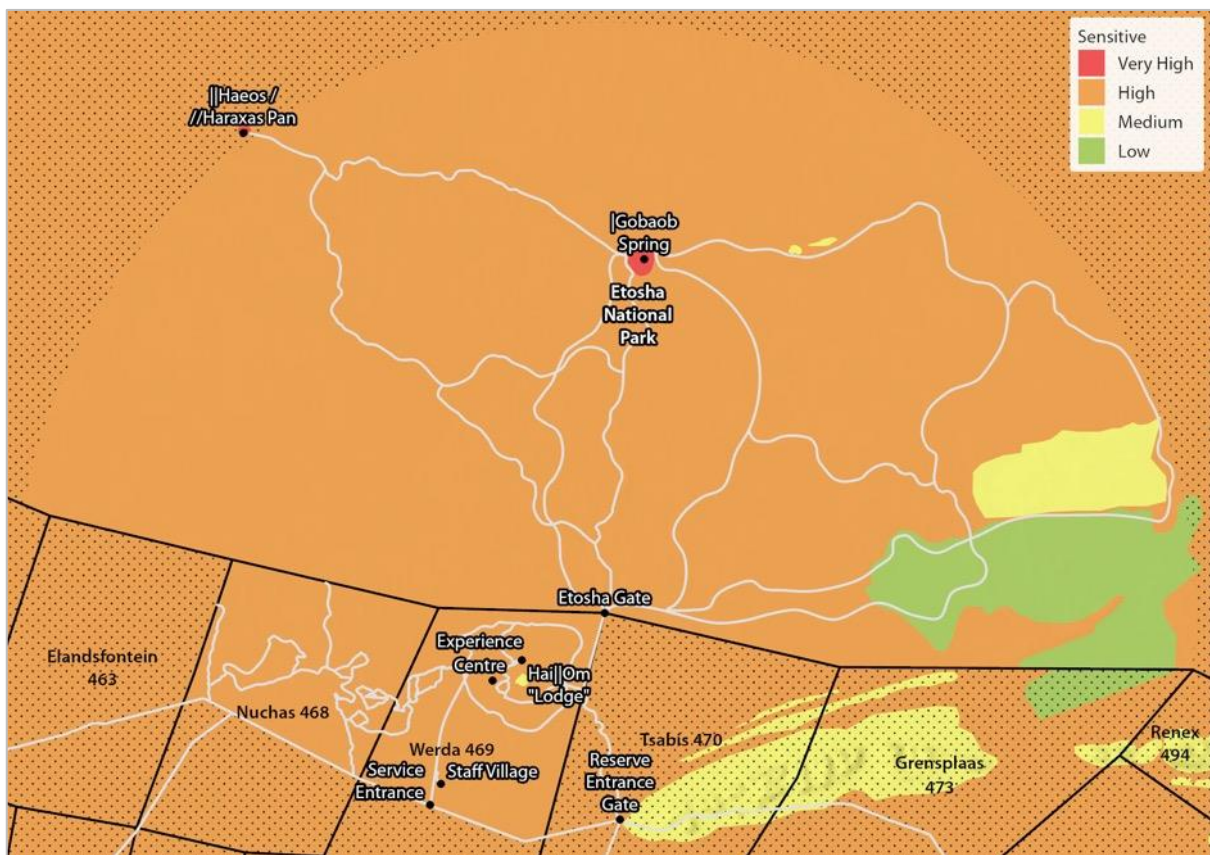 Sensitive
Very High
High
Medium
Low
||Haeos /
//Haraxas Pan
|Gobaob
Spring
Etosha
National
Park
Etosha Gate
Experience
Centre
Hai||Om
"Lodge"
Elandsfontein
463
Nuchas 468
Werda 469
Tsabis 470
Service
Entrance
Staff Village
Reserve
Entrance
Gate
Grensplaas
473
Renex
494